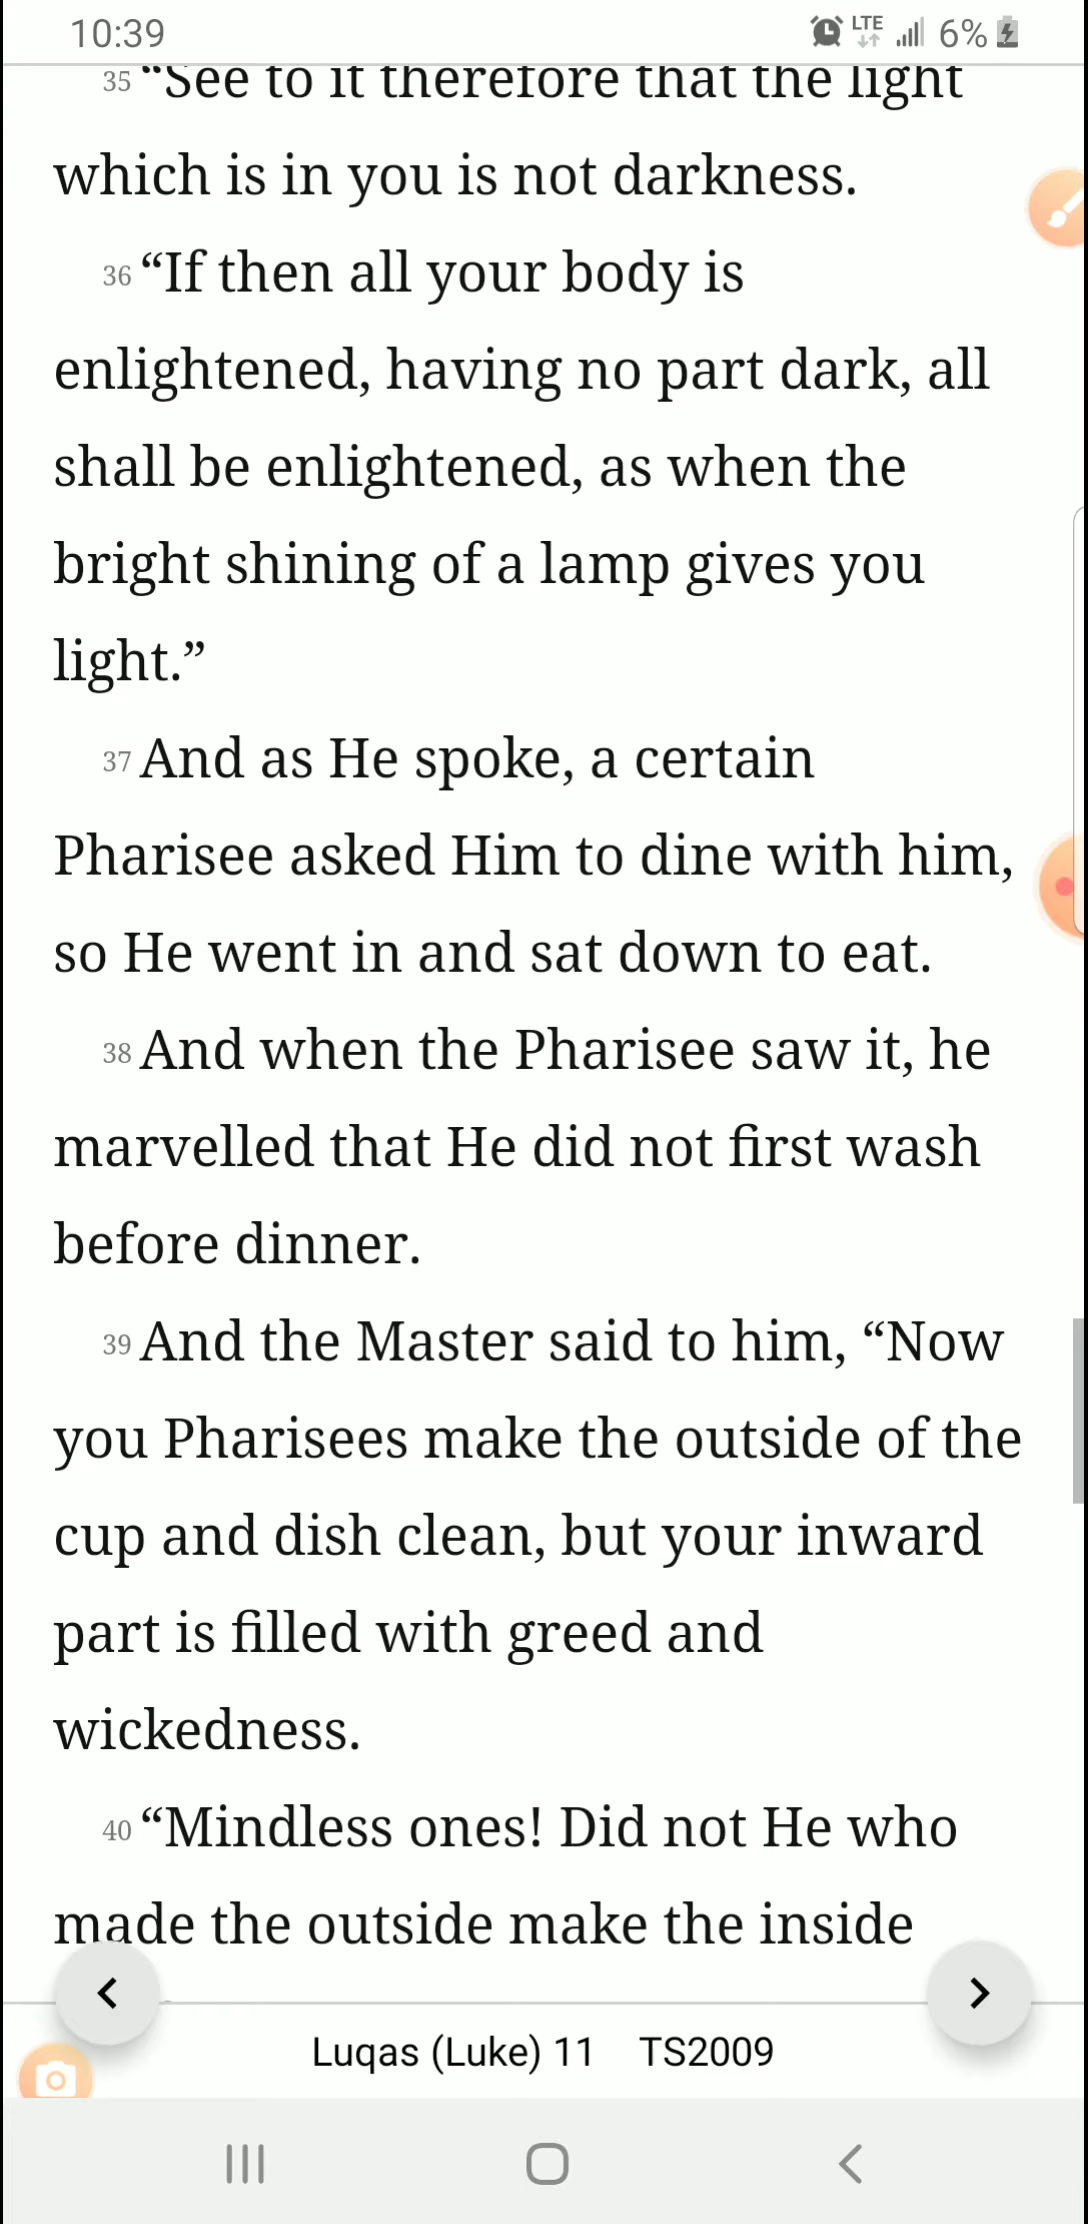 10:39 LTE 6%
35 “See to it therefore that the light
which is in you is not darkness.
36 “If then all your body is
enlightened, having no part dark, all
shall be enlightened, as when the
bright shining of a lamp gives you
light.”
37 And as He spoke, a certain
Pharisee asked Him to dine with him,
so He went in and sat down to eat.
38 And when the Pharisee saw it, he
marvelled that He did not first wash
before dinner.
39 And the Master said to him, “Now
you Pharisees make the outside of the
cup and dish clean, but your inward
part is filled with greed and
wickedness.
40 “Mindless ones! Did not He who
made the outside make the inside
Luqas (Luke) 11 TS2009